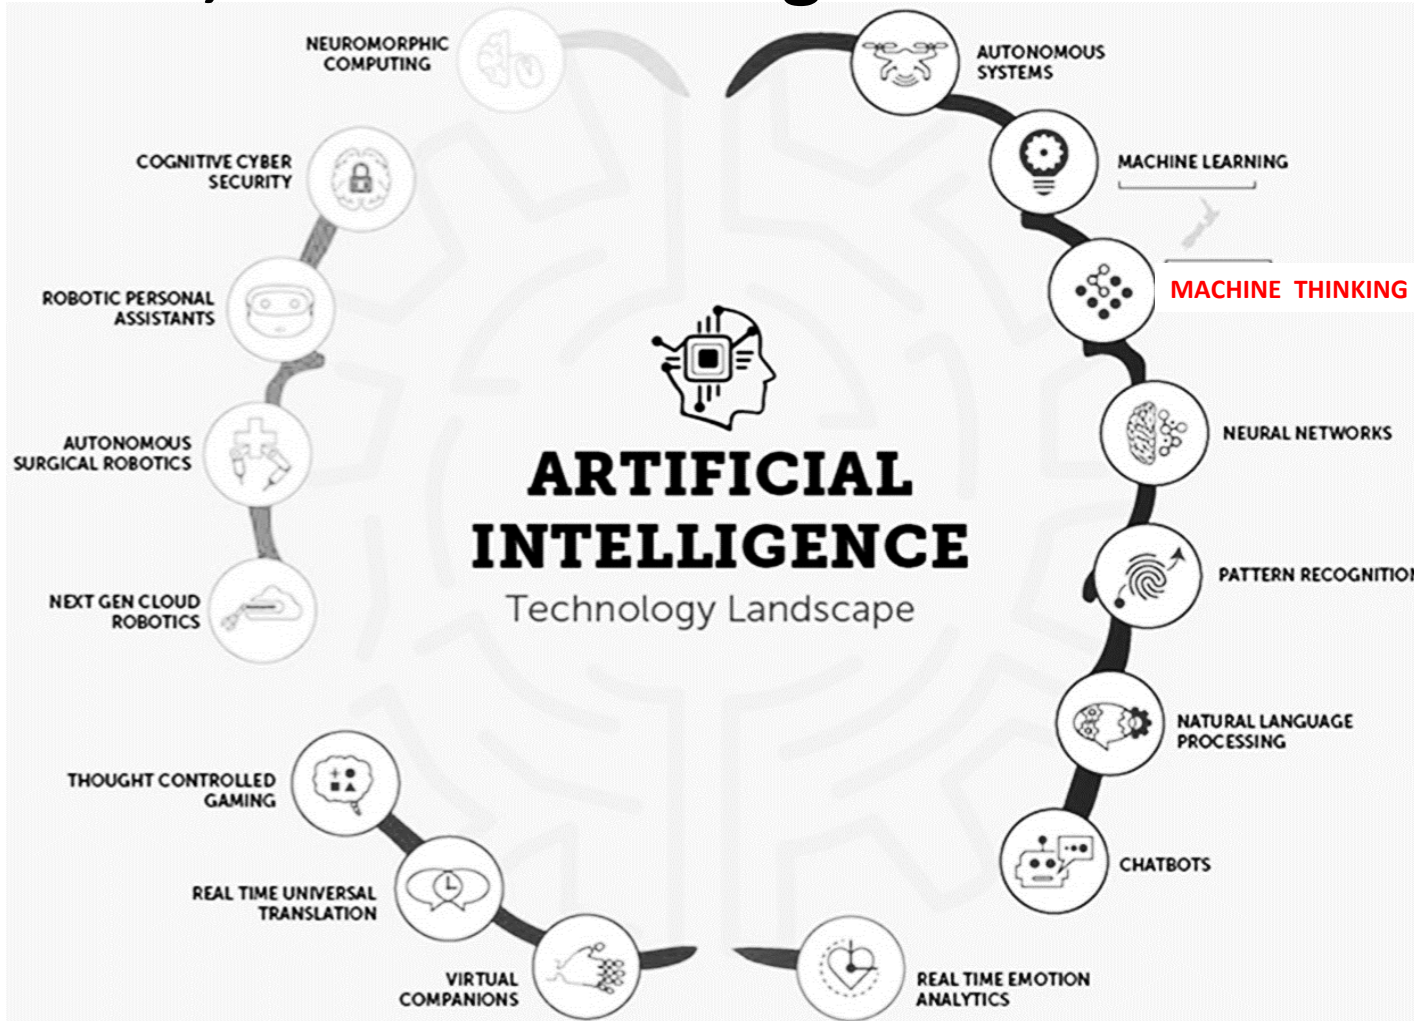 NEUROMORPHIC
COMPUTING
AUTONOMOUS
SYSTEMS
COGNITIVE CYBER
SECURITY
MACHINE LEARNING
ROBOTIC PERSONAL
ASSISTANTS
MACHINE THINKING
AUTONOMOUS
SURGICAL ROBOTICS
NEURAL NETWORKS
ARTIFICIAL
INTELLIGENCE
Technology Landscape
NEXT GEN CLOUD
ROBOTICS
PATTERN RECOGNITION
NATURAL LANGUAGE
PROCESSING
THOUGHT CONTROLLED
GAMING
CHATBOTS
REAL TIME UNIVERSAL
TRANSLATION
VIRTUAL
COMPANIONS
REAL TIME EMOTION
ANALYTICS